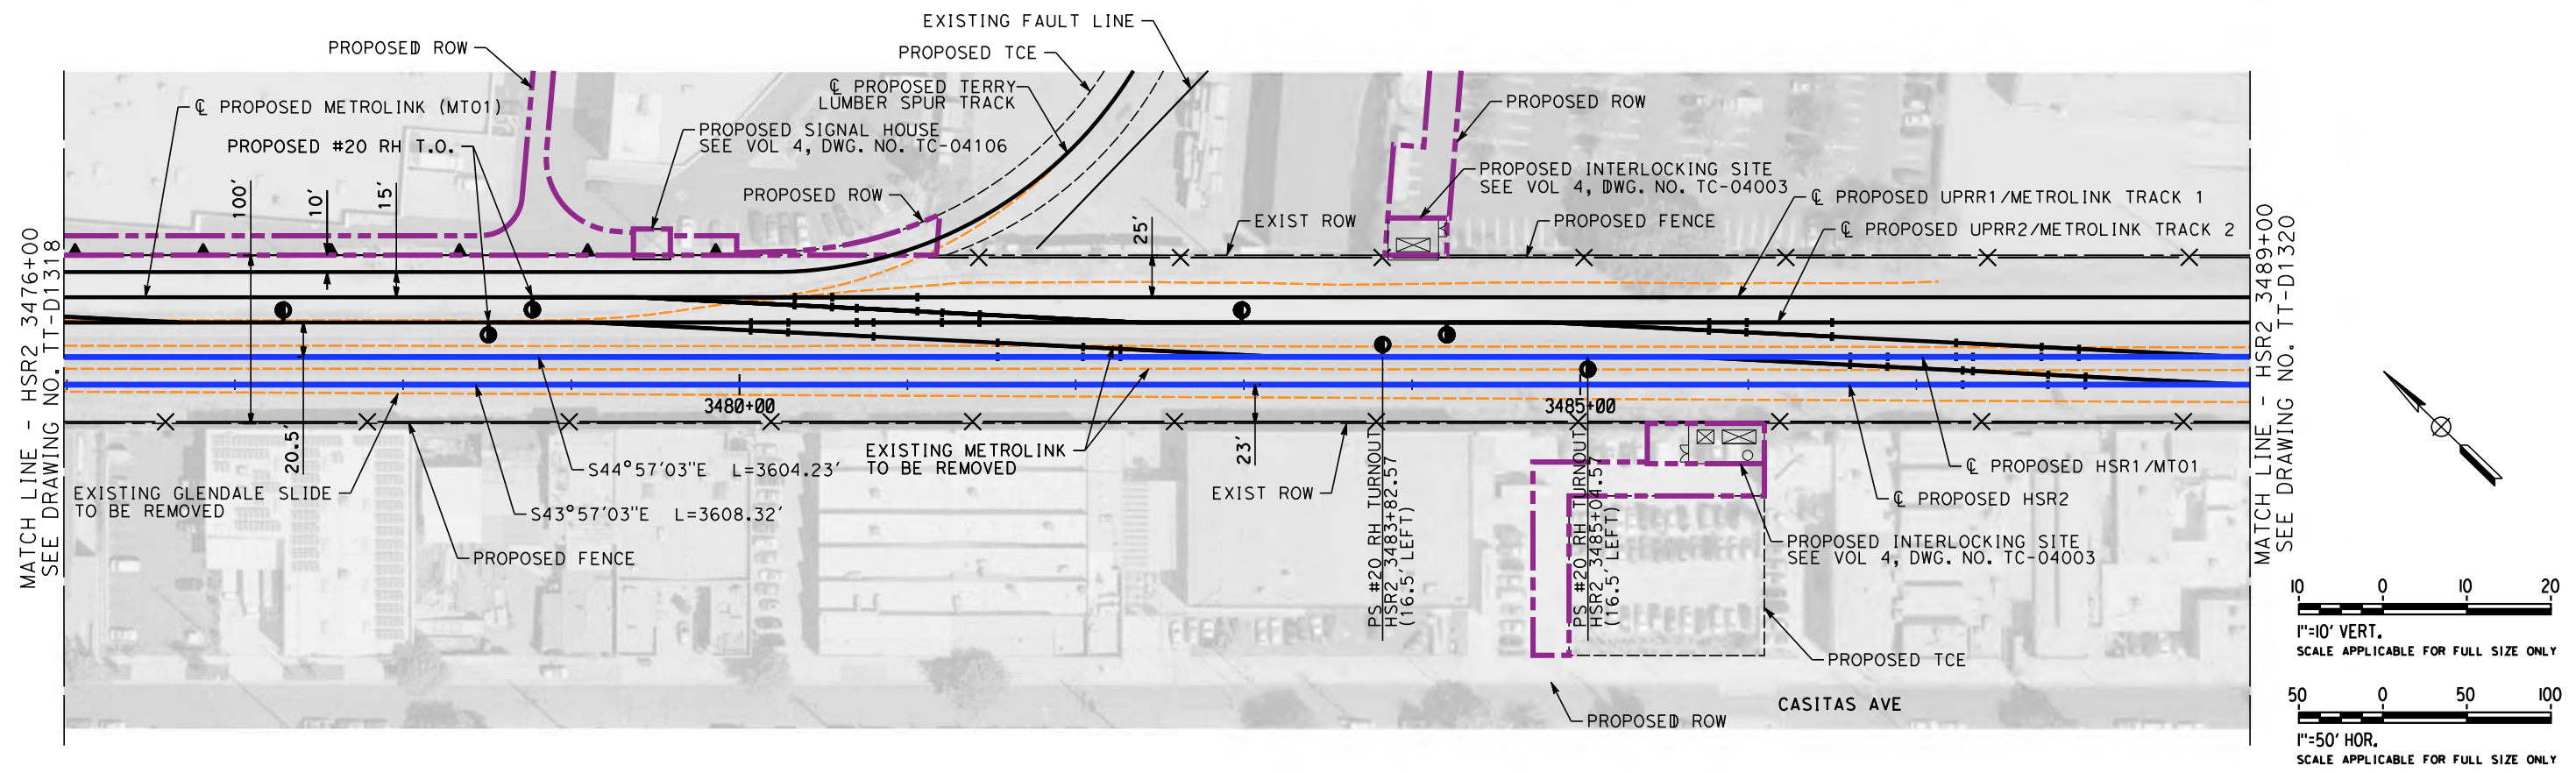 EXISTING FAULT LINE
PROPOSED ROW
PROPOSED TCE
℄ PROPOSED TERRY
LUMBER SPUR TRACK
℄ PROPOSED METROLINK (MT01)
PROPOSED #20 RH T.O.
PROPOSED SIGNAL HOUSE
SEE VOL 4, DWG. NO. TC-04106
PROPOSED ROW
PROPOSED ROW
PROPOSED INTERLOCKING SITE
SEE VOL 4, DWG. NO. TC-04003
℄ PROPOSED UPRR1/METROLINK TRACK 1
EXIST ROW
PROPOSED FENCE
℄ PROPOSED UPRR2/METROLINK TRACK 2
100'
10'
15'
25'
MATCH LINE - HSR2 3476+00
SEE DRAWING NO. TT-D1318
MATCH LINE - HSR2 3489+00
SEE DRAWING NO. TT-D1320
3480+00
3485+00
20.5'
23'
EXISTING METROLINK
TO BE REMOVED
S44°57'03"E L=3604.23'
EXISTING GLENDALE SLIDE
TO BE REMOVED
S43°57'03"E L=3608.32'
PROPOSED FENCE
EXIST ROW
PS #20 RH TURNOUT
HSR2 3483+82.57
(16.5' LEFT)
PS #20 RH TURNOUT
HSR2 3485+04.57
(16.5' LEFT)
℄ PROPOSED HSR1/MT01
℄ PROPOSED HSR2
PROPOSED INTERLOCKING SITE
SEE VOL 4, DWG. NO. TC-04003
PROPOSED TCE
CASITAS AVE
PROPOSED ROW
10 0 10 20
1"=10' VERT.
SCALE APPLICABLE FOR FULL SIZE ONLY
50 0 50 100
1"=50' HOR.
SCALE APPLICABLE FOR FULL SIZE ONLY